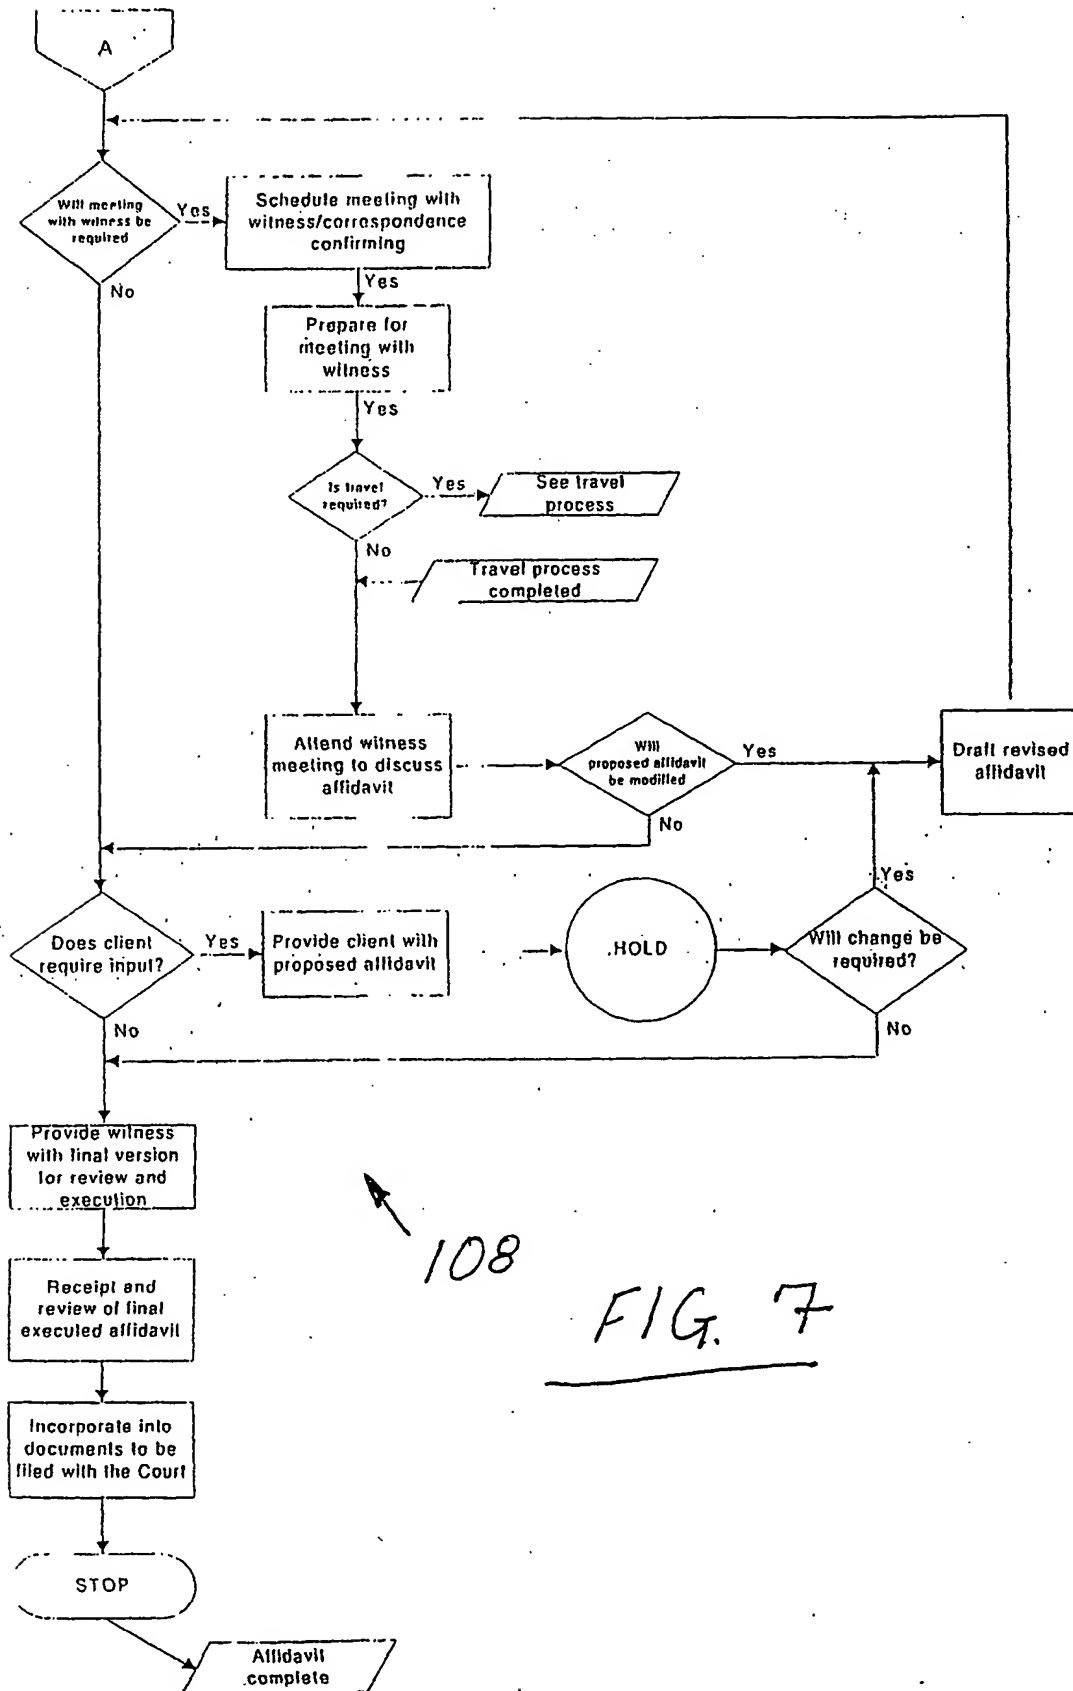 A
Will meeting
with witness be
required
Yes
No
Schedule meeting with
witness/correspondence
confirming
Yes
Prepare for
meeting with
witness
Yes
Is travel
required?
Yes
See travel
process
No
Travel process
completed
Attend witness
meeting to discuss
affidavit
Will
proposed affidavit
be modified
Yes
Draft revised
affidavit
No
Yes
Does client
require input?
Yes
Provide client with
proposed affidavit
HOLD
Will change be
required?
No
No
Provide witness
with final version
for review and
execution
108
FIG. 7
Receipt and
review of final
executed affidavit
Incorporate into
documents to be
filed with the Court
STOP
Affidavit
complete